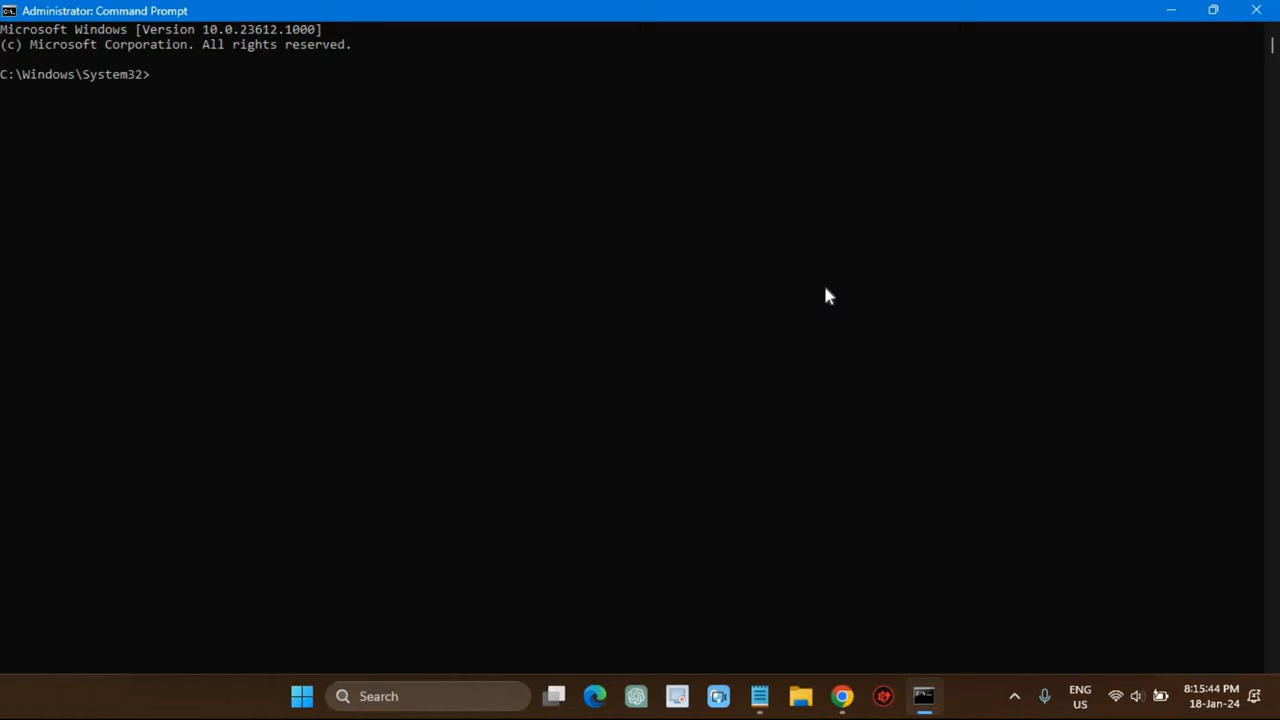 Administrator: Command Prompt
Microsoft Windows [Version 10.0.23612.1000]
(c) Microsoft Corporation. All rights reserved.
C:\Windows\System32>
Search
ENG
US
8:15:44 PM
18-Jan-24